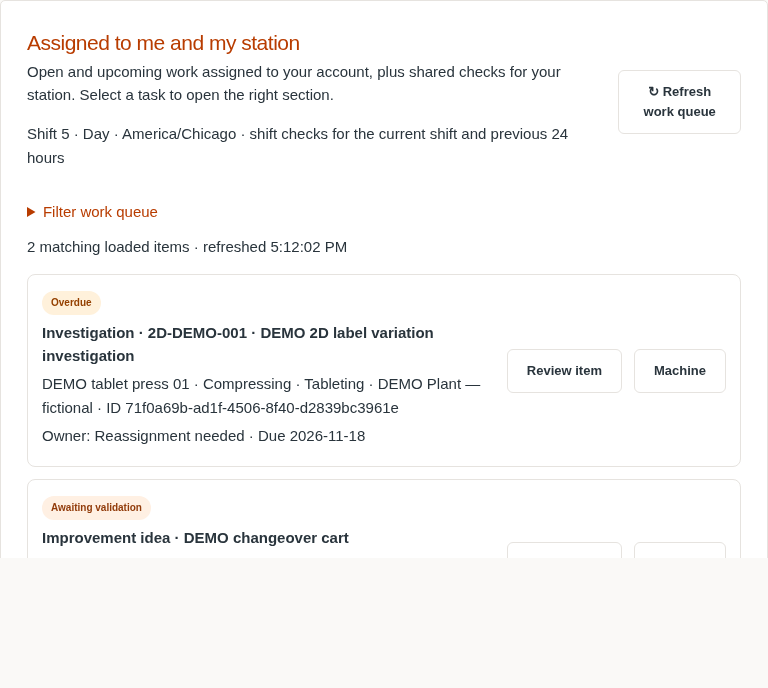 Assigned to me and my station
Open and upcoming work assigned to your account, plus shared checks for your
station. Select a task to open the right section.
↻ Refresh
work queue
Shift 5 · Day · America/Chicago · shift checks for the current shift and previous 24
hours
Filter work queue
2 matching loaded items · refreshed 5:12:02 PM
Overdue
Investigation · 2D-DEMO-001 · DEMO 2D label variation
investigation
DEMO tablet press 01 · Compressing · Tableting · DEMO Plant —
fictional · ID 71f0a69b-ad1f-4506-8f40-d2839bc3961e
Owner: Reassignment needed · Due 2026-11-18
Review item
Machine
Awaiting validation
Improvement idea · DEMO changeover cart